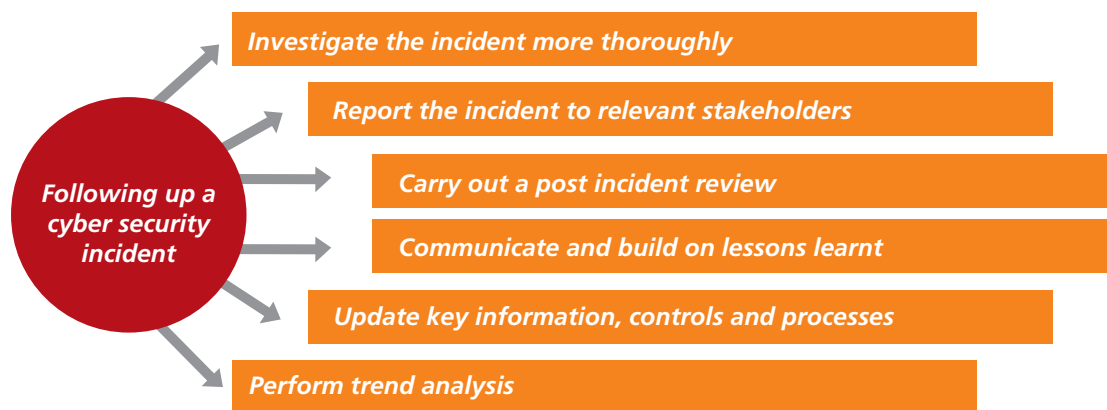 Investigate the incident more thoroughly
Report the incident to relevant stakeholders
Following up a
cyber security
incident
Carry out a post incident review
Communicate and build on lessons learnt
Update key information, controls and processes
Perform trend analysis